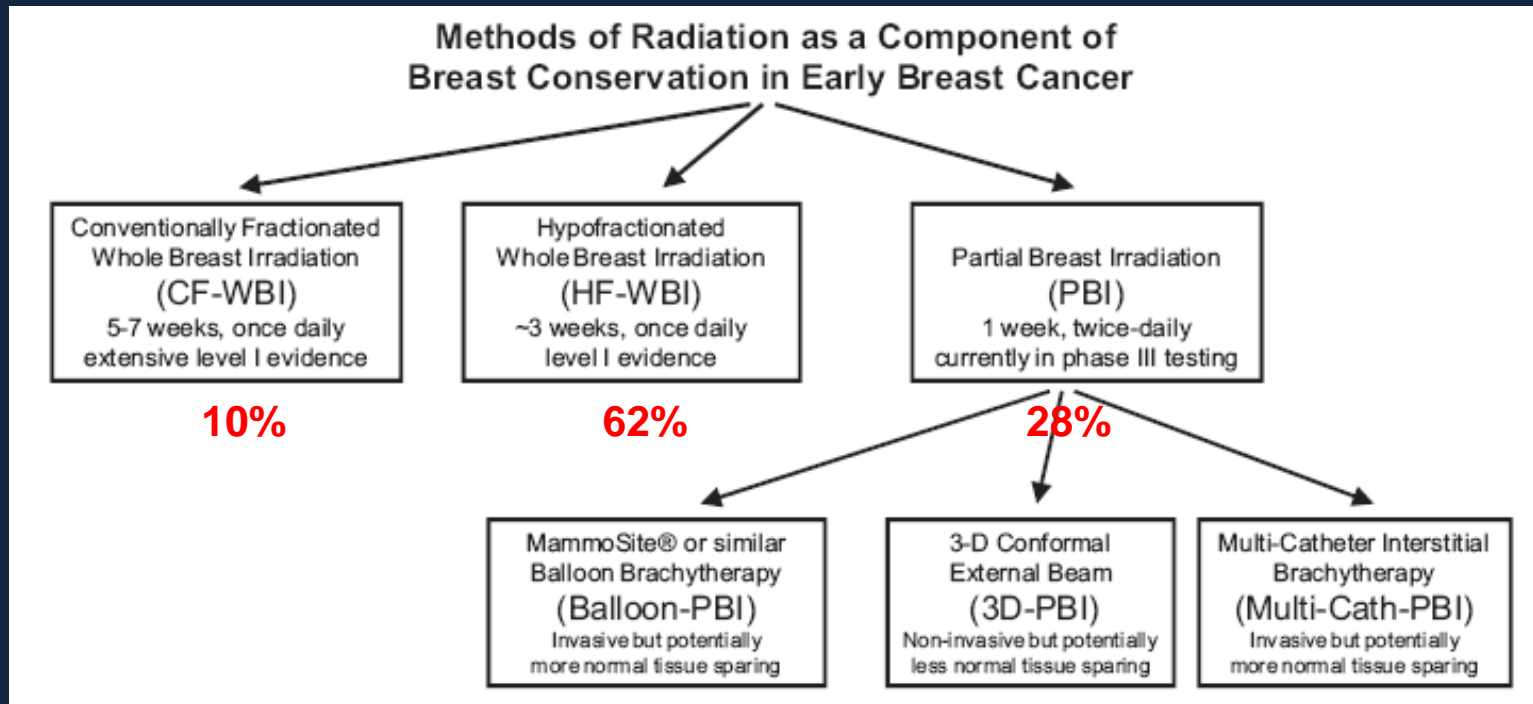 Methods of Radiation as a Component of
Breast Conservation in Early Breast Cancer
Conventionally Fractionated
Whole Breast Irradiation
(CF-WBI)
5-7 weeks, once daily
extensive level I evidence
10%
Hypofractionated
Whole Breast Irradiation
(HF-WBI)
~3 weeks, once daily
level I evidence
62%
Partial Breast Irradiation
(PBI)
1 week, twice-daily
currently in phase III testing
28%
MammoSite® or similar
Balloon Brachytherapy
(Balloon-PBI)
Invasive but potentially
more normal tissue sparing
3-D Conformal
External Beam
(3D-PBI)
Non-invasive but potentially
less normal tissue sparing
Multi-Catheter Interstitial
Brachytherapy
(Multi-Cath-PBI)
Invasive but potentially
more normal tissue sparing